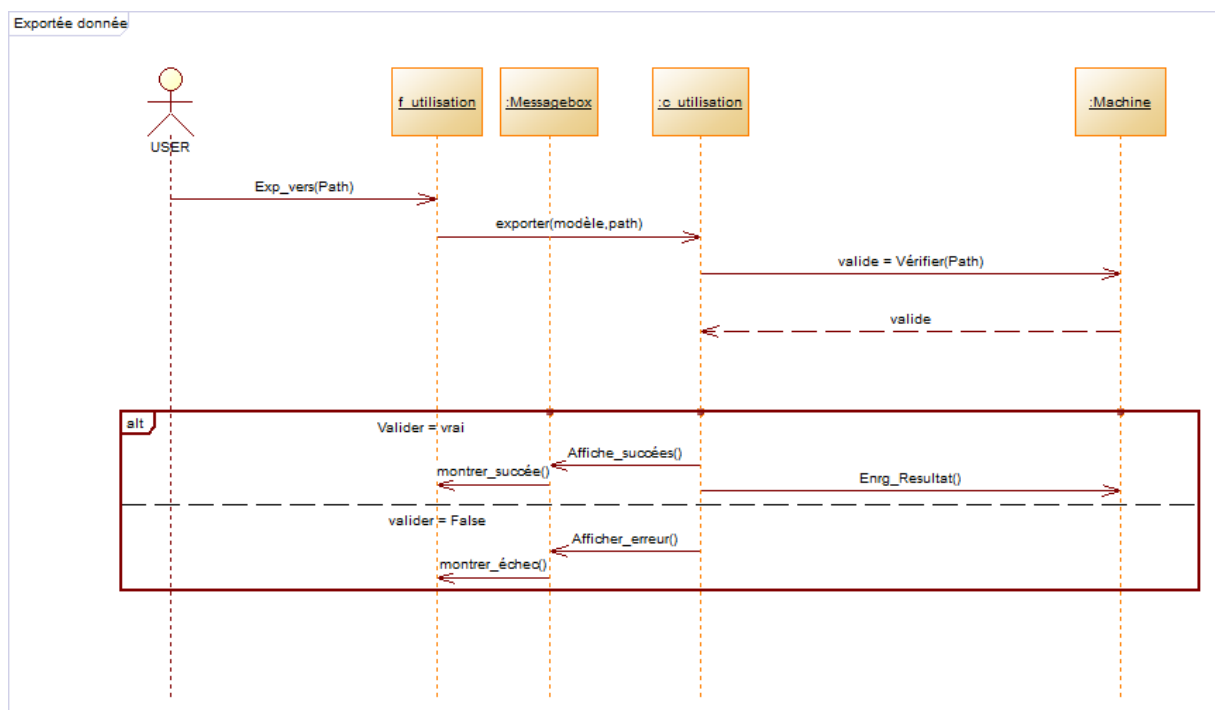 Exportée donnée
f_utilisation
:Messagebox
:c_utilisation
:Machine
USER
Exp_vers(Path)
exporter(modèle,path)
valide = Vérifier(Path)
valide
alt
Valider = vrai
Affiche_succées()
montrer_succée()
Enrg_Resultat()
valider = False
Afficher_erreur()
montrer_échec()